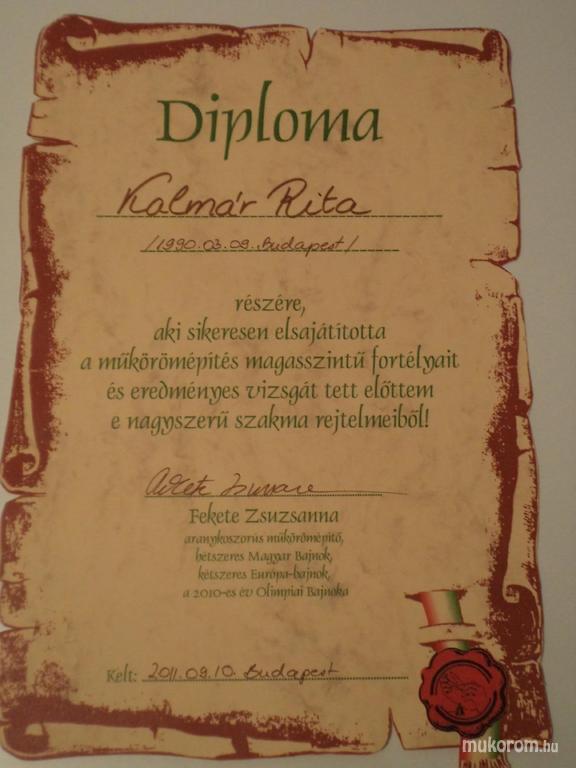 Diploma
Kalmár Rita
/1990.03.09. Budapest/
részére,
aki sikeresen elsajátította
a műkörömépítés magasszintű fortélyait
és eredményes vizsgát tett előttem
e nagyszerű szakma rejtelmeiből!
Fekete Zsuzsanna
aranykoszorús műkörömépítő,
hétszeres Magyar Bajnok,
kétszeres Európa-bajnok,
a 2010-es év Olimpiai Bajnoka
Kelt: 2011.09.10. Budapest
mukorom.hu